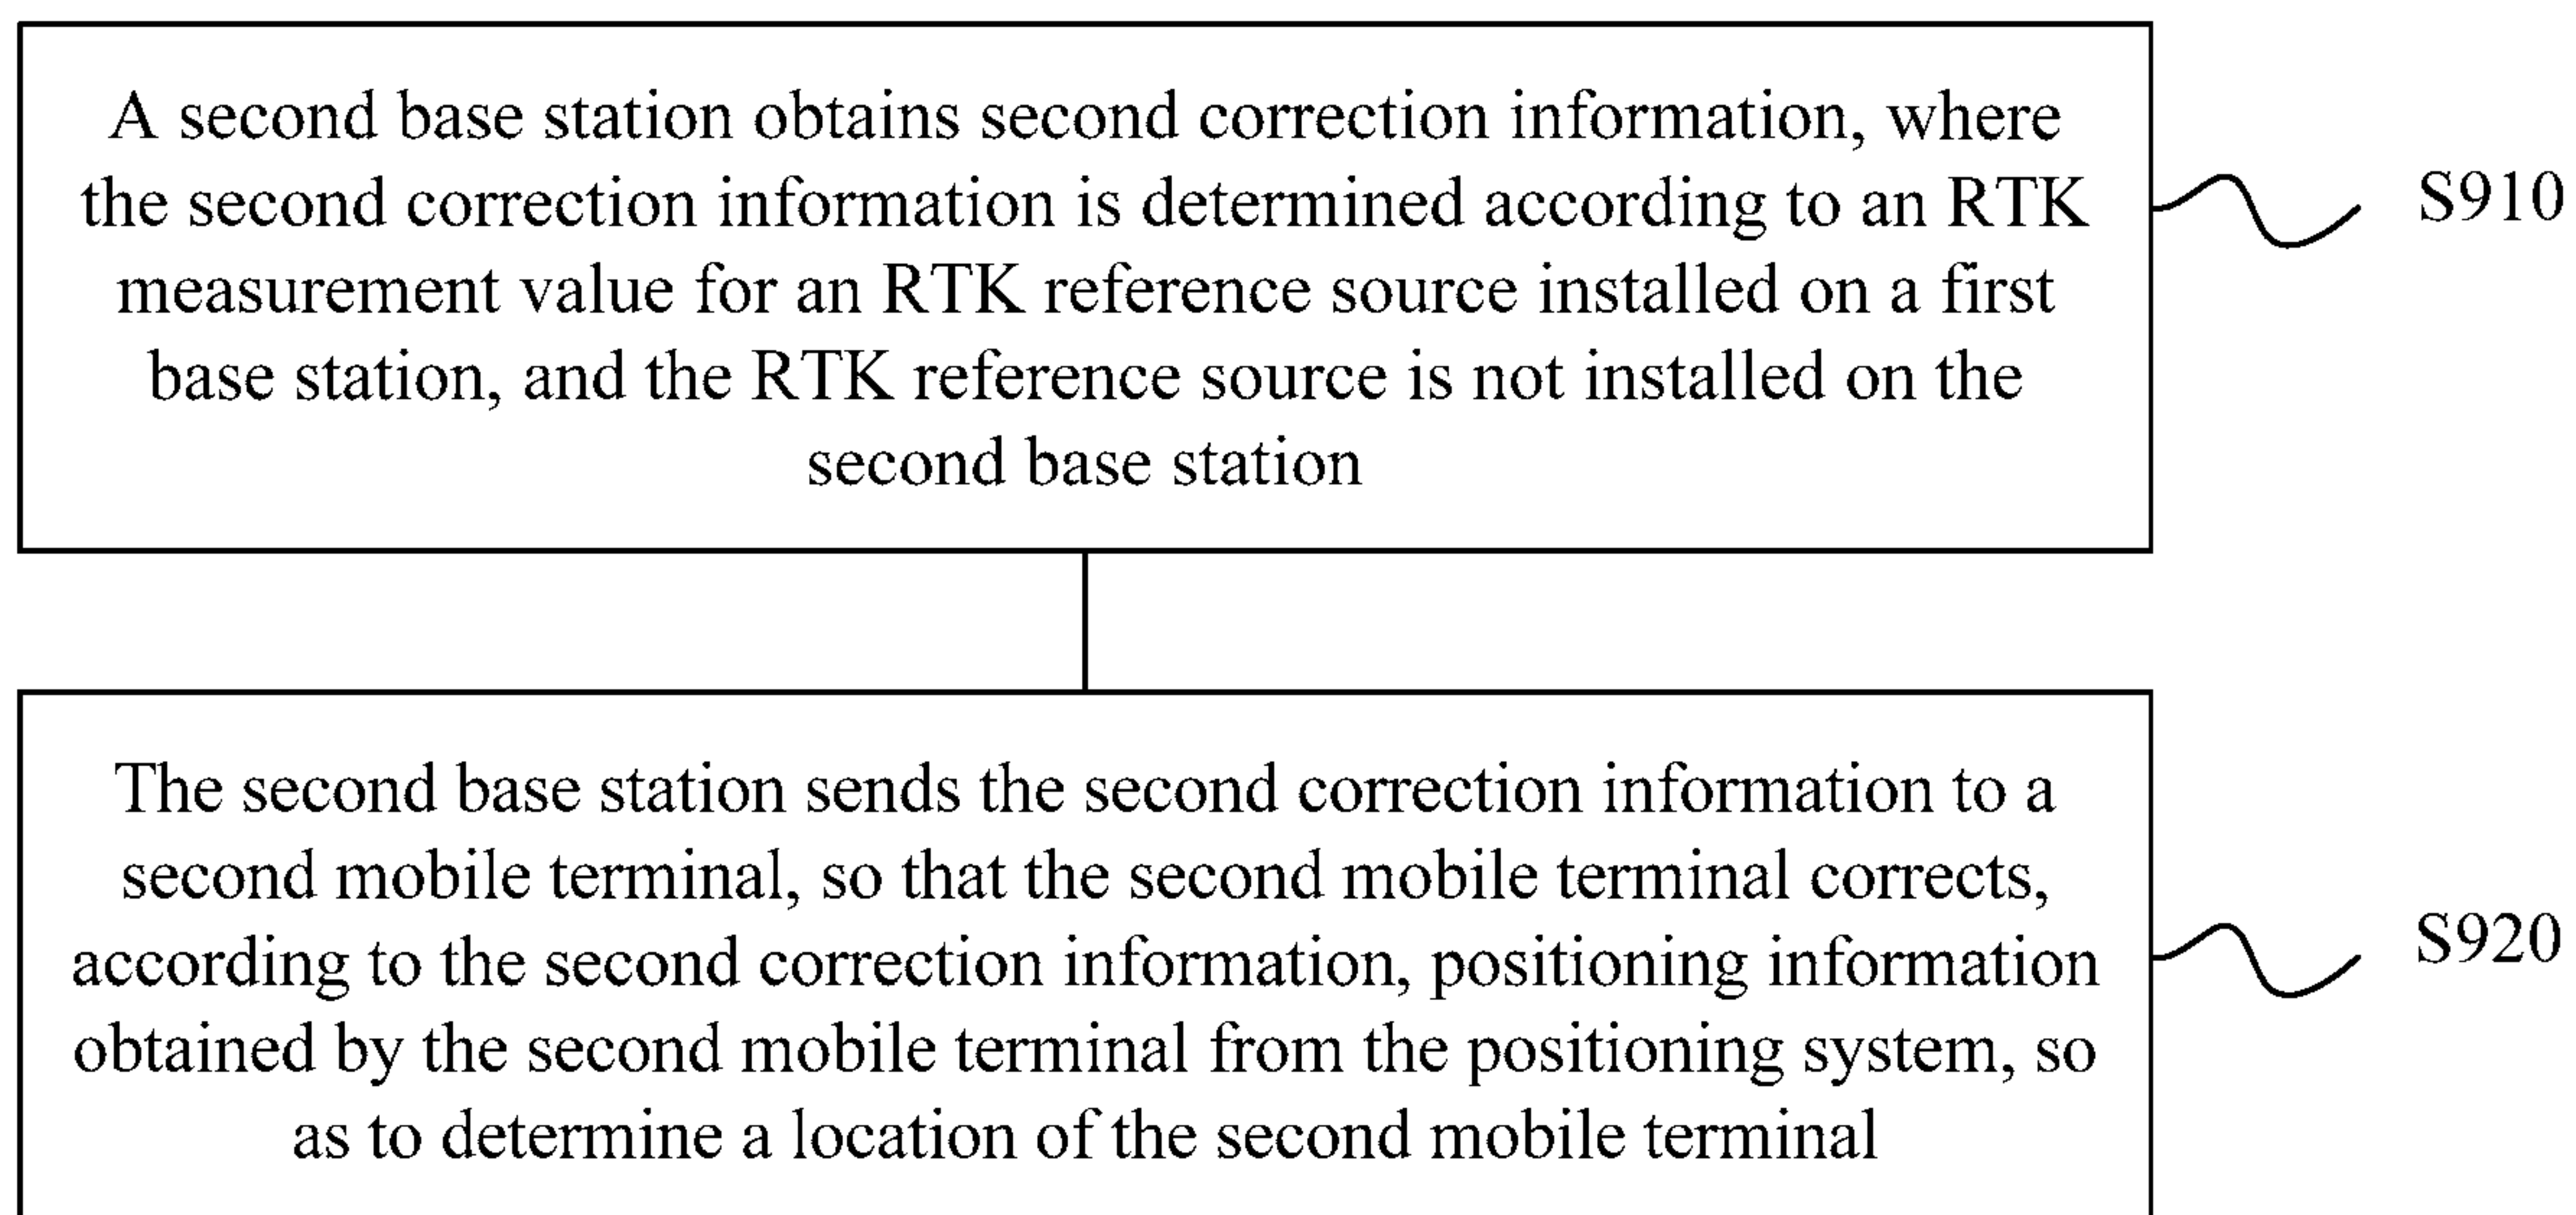 A second base station obtains second correction information, where
the second correction information is determined according to an RTK
measurement value for an RTK reference source installed on a first
base station, and the RTK reference source is not installed on the
second base station
S910
The second base station sends the second correction information to a
second mobile terminal, so that the second mobile terminal corrects,
according to the second correction information, positioning information
obtained by the second mobile terminal from the positioning system, so
as to determine a location of the second mobile terminal
S920